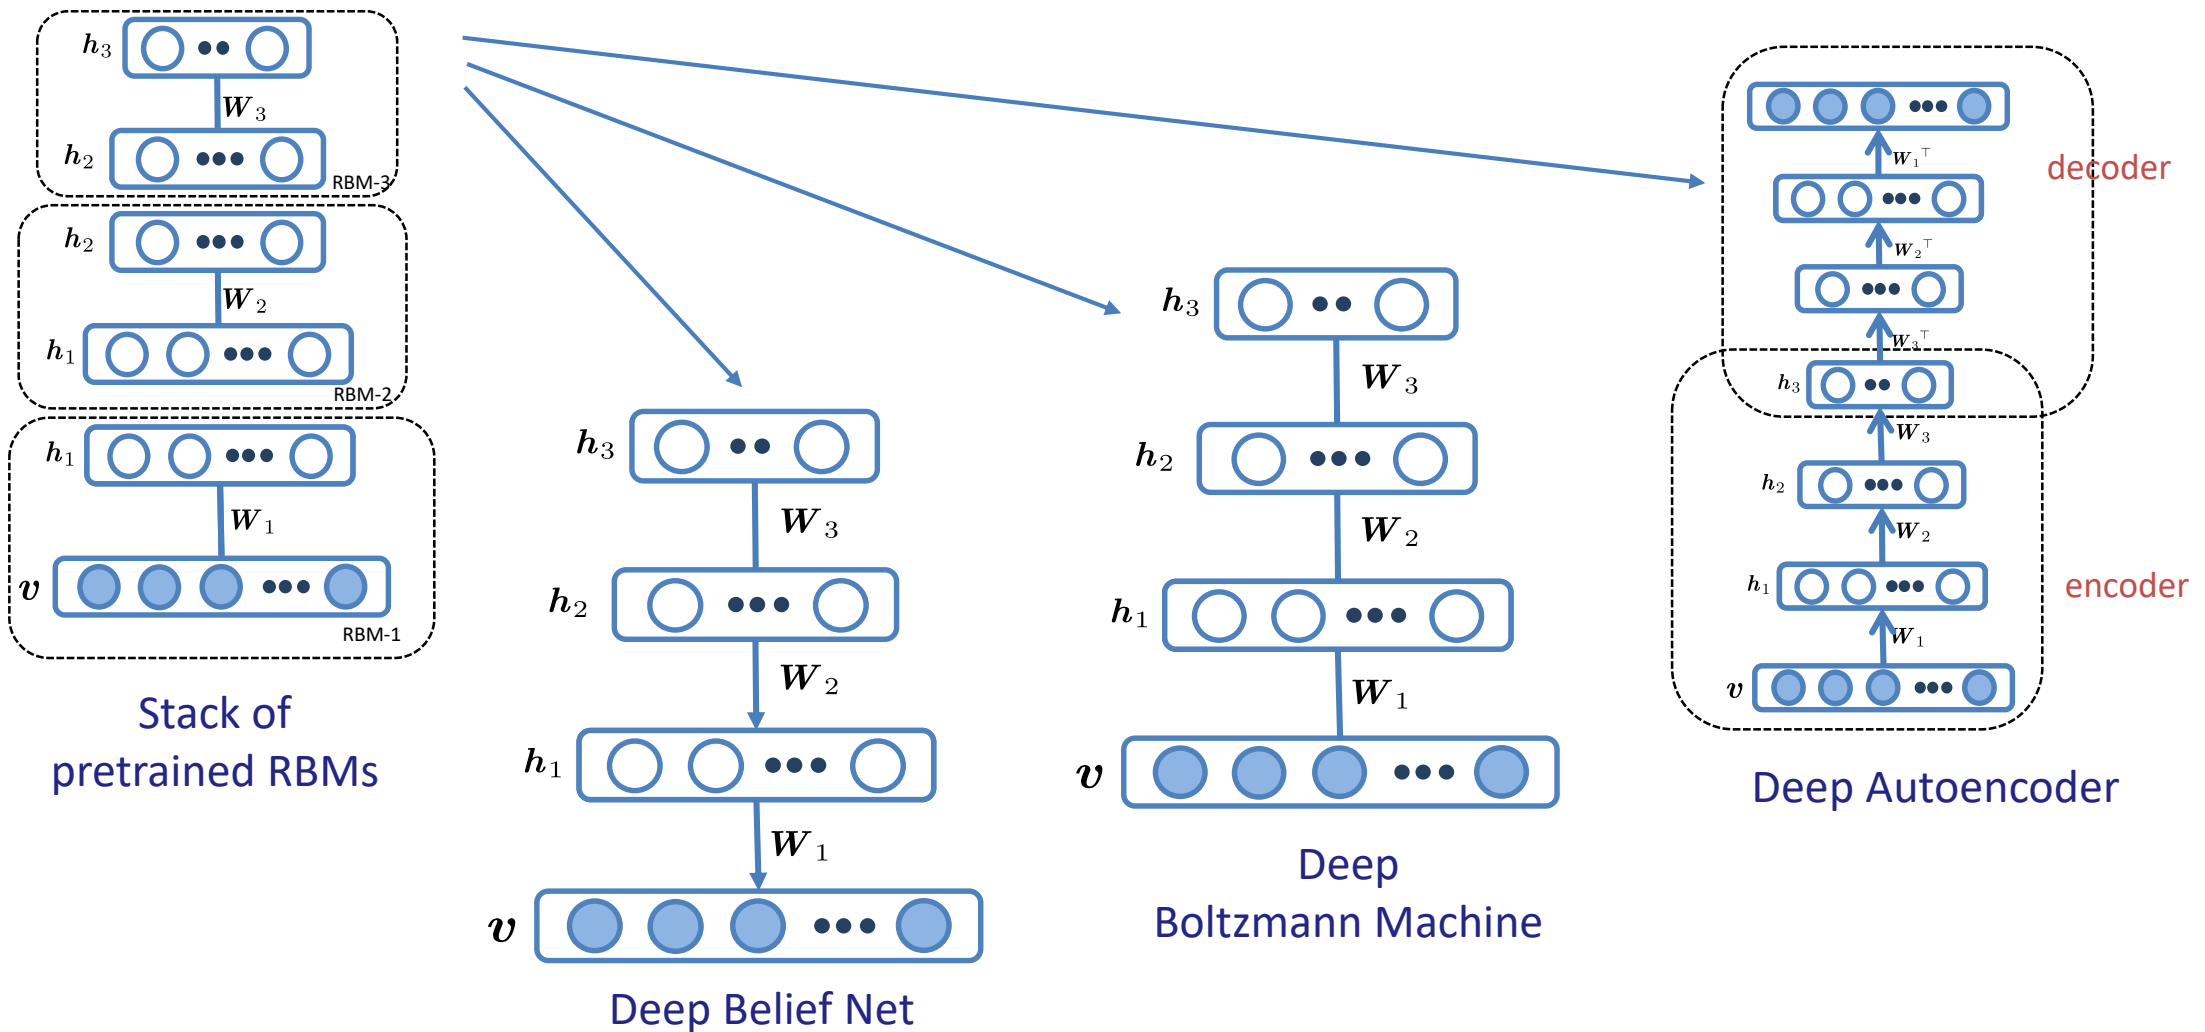 h₃
W₃
h₂
RBM-3
h₂
W₂
h₁
RBM-2
h₁
W₁
v
RBM-1
Stack of
pretrained RBMs
h₃
W₃
h₂
W₂
h₁
W₁
v
Deep Belief Net
h₃
W₃
h₂
W₂
h₁
W₁
v
Deep
Boltzmann Machine
W₁⊤
decoder
W₂⊤
W₃⊤
h₃
W₃
h₂
W₂
h₁
encoder
W₁
v
Deep Autoencoder